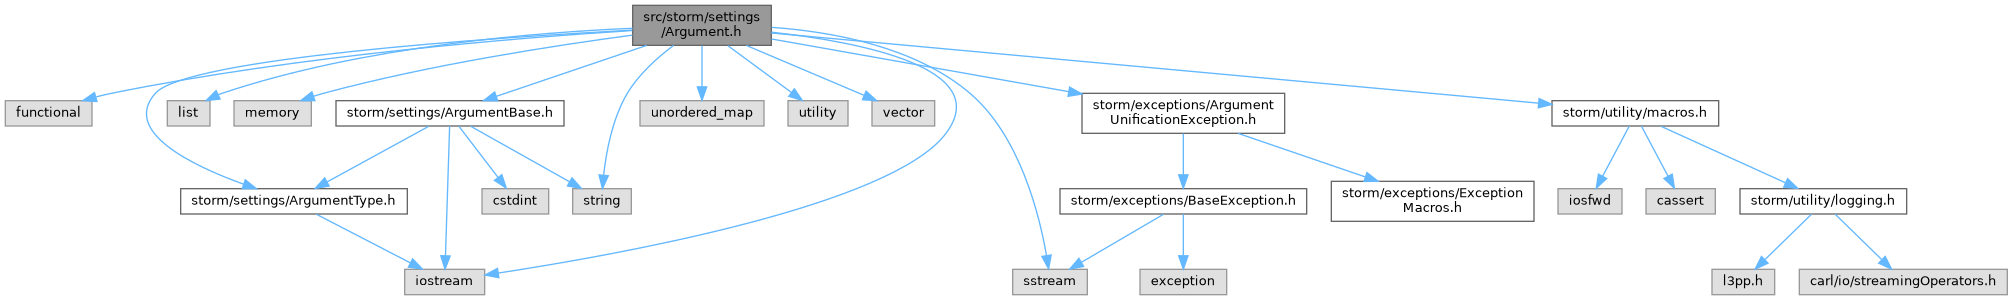 src/storm/settings
/Argument.h
functional
list
memory
storm/settings/ArgumentBase.h
unordered_map
utility
vector
storm/exceptions/Argument
UnificationException.h
storm/utility/macros.h
storm/settings/ArgumentType.h
cstdint
string
storm/exceptions/BaseException.h
storm/exceptions/Exception
Macros.h
iosfwd
cassert
storm/utility/logging.h
iostream
sstream
exception
l3pp.h
carl/io/streamingOperators.h